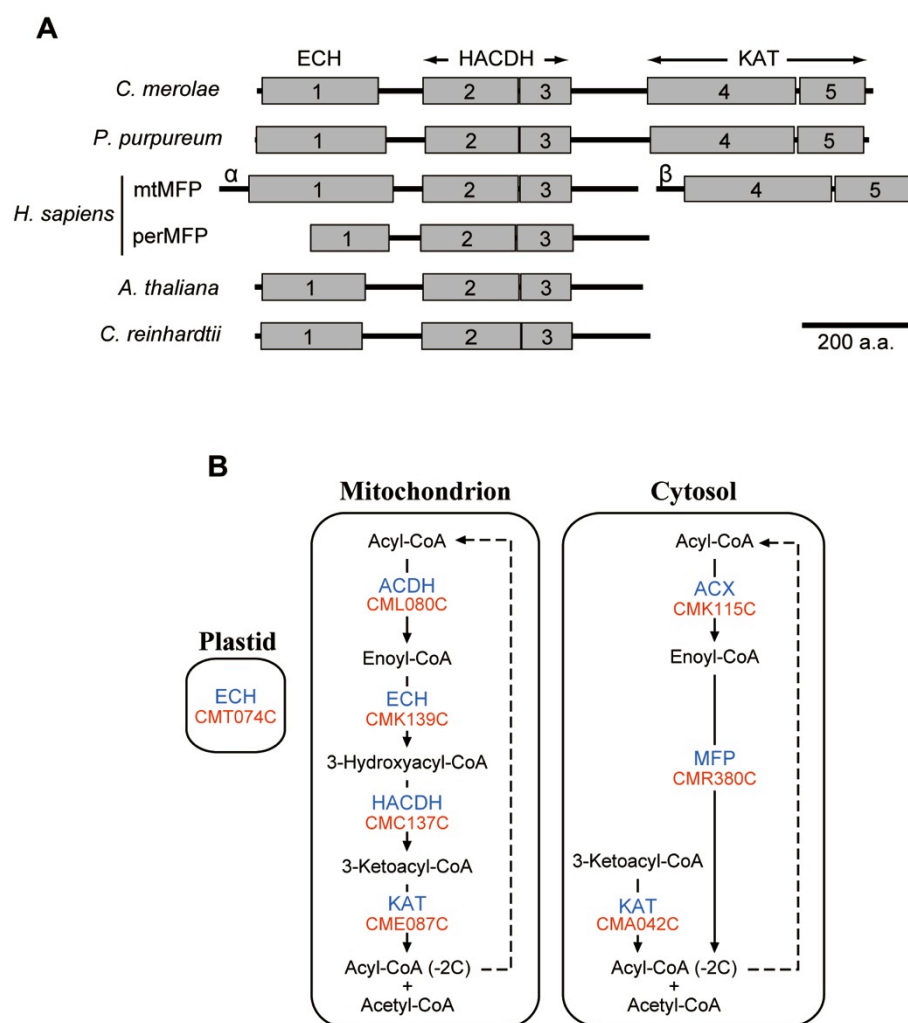 A
ECH HACDH KAT
C. merolae 1 2 3 4 5
P. purpureum 1 2 3 4 5
α β
H. sapiens mtMFP 1 2 3 4 5
perMFP 1 2 3
A. thaliana 1 2 3
C. reinhardtii 1 2 3
200 a.a.
B
Plastid
ECH
CMT074C
Mitochondrion
Acyl-CoA
ACDH
CML080C
Enoyl-CoA
ECH
CMK139C
3-Hydroxyacyl-CoA
HACDH
CMC137C
3-Ketoacyl-CoA
KAT
CME087C
Acyl-CoA (-2C)
+
Acetyl-CoA
Cytosol
Acyl-CoA
ACX
CMK115C
Enoyl-CoA
MFP
CMR380C
3-Ketoacyl-CoA
KAT
CMA042C
Acyl-CoA (-2C)
+
Acetyl-CoA